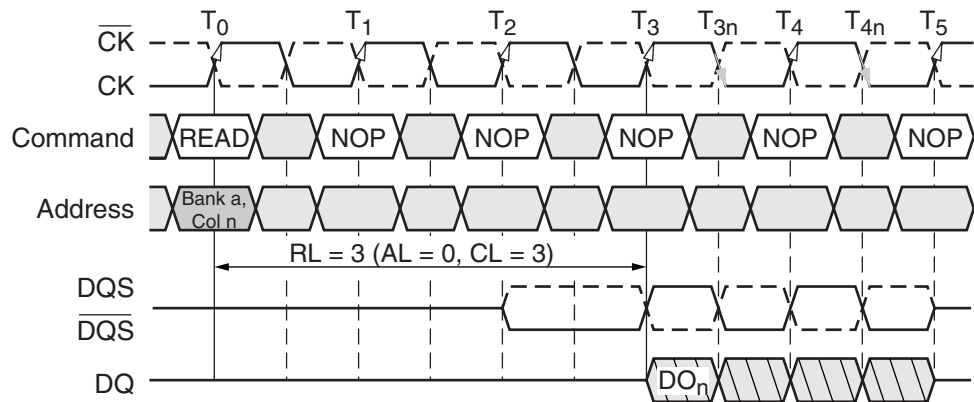 T0 T1 T2 T3 T3n T4 T4n T5
CK
CK
Command READ NOP NOP NOP NOP NOP
Address Bank a,
Col n
RL = 3 (AL = 0, CL = 3)
DQS
DQS
DQ DOn